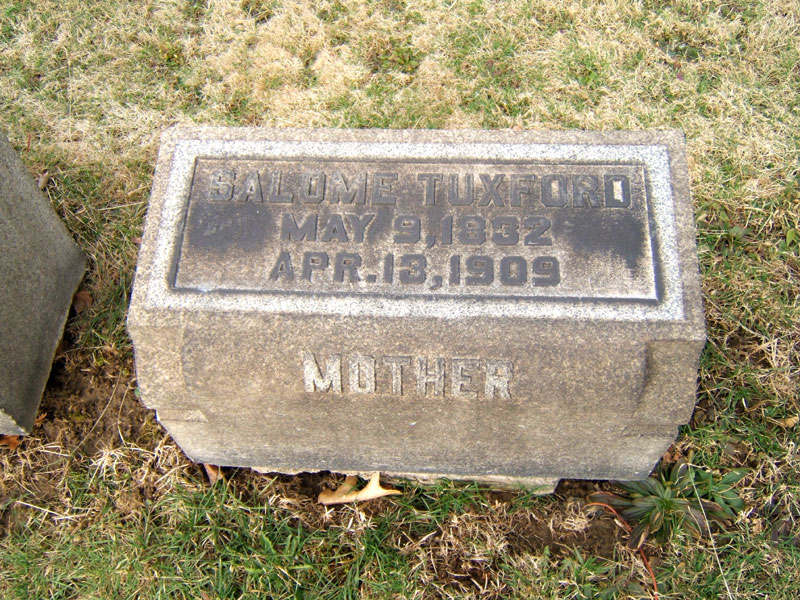 SALOME TUXFORD
MAY 9, 1832
APR. 13, 1909
MOTHER